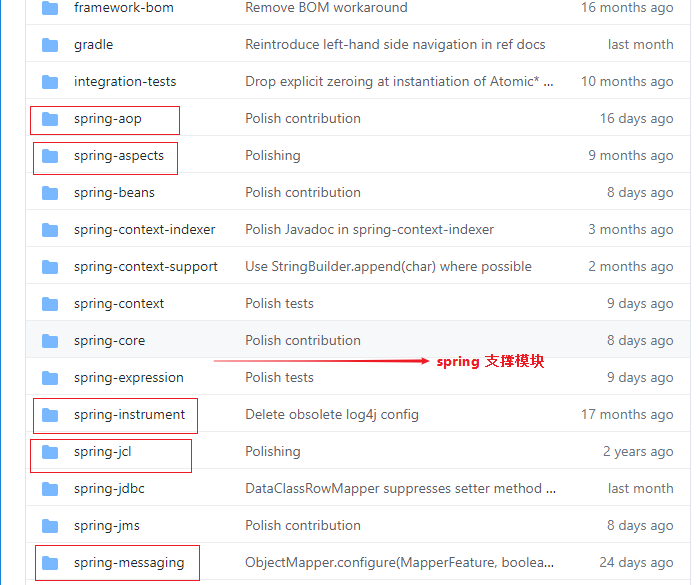 framework-bom Remove BOM workaround 16 months ago
gradle Reintroduce left-hand side navigation in ref docs last month
integration-tests Drop explicit zeroing at instantiation of Atomic* ... 10 months ago
spring-aop Polish contribution 16 days ago
spring-aspects Polishing 9 months ago
spring-beans Polish contribution 8 days ago
spring-context-indexer Polish Javadoc in spring-context-indexer 3 months ago
spring-context-support Use StringBuilder.append(char) where possible 2 months ago
spring-context Polish tests 9 days ago
spring-core Polish contribution 8 days ago
spring 支撑模块
spring-expression Polish tests 9 days ago
spring-instrument Delete obsolete log4j config 17 months ago
spring-jcl Polishing 2 years ago
spring-jdbc DataClassRowMapper suppresses setter method ... last month
spring-jms Polish contribution 8 days ago
spring-messaging ObjectMapper.configure(MapperFeature, boolea... 24 days ago